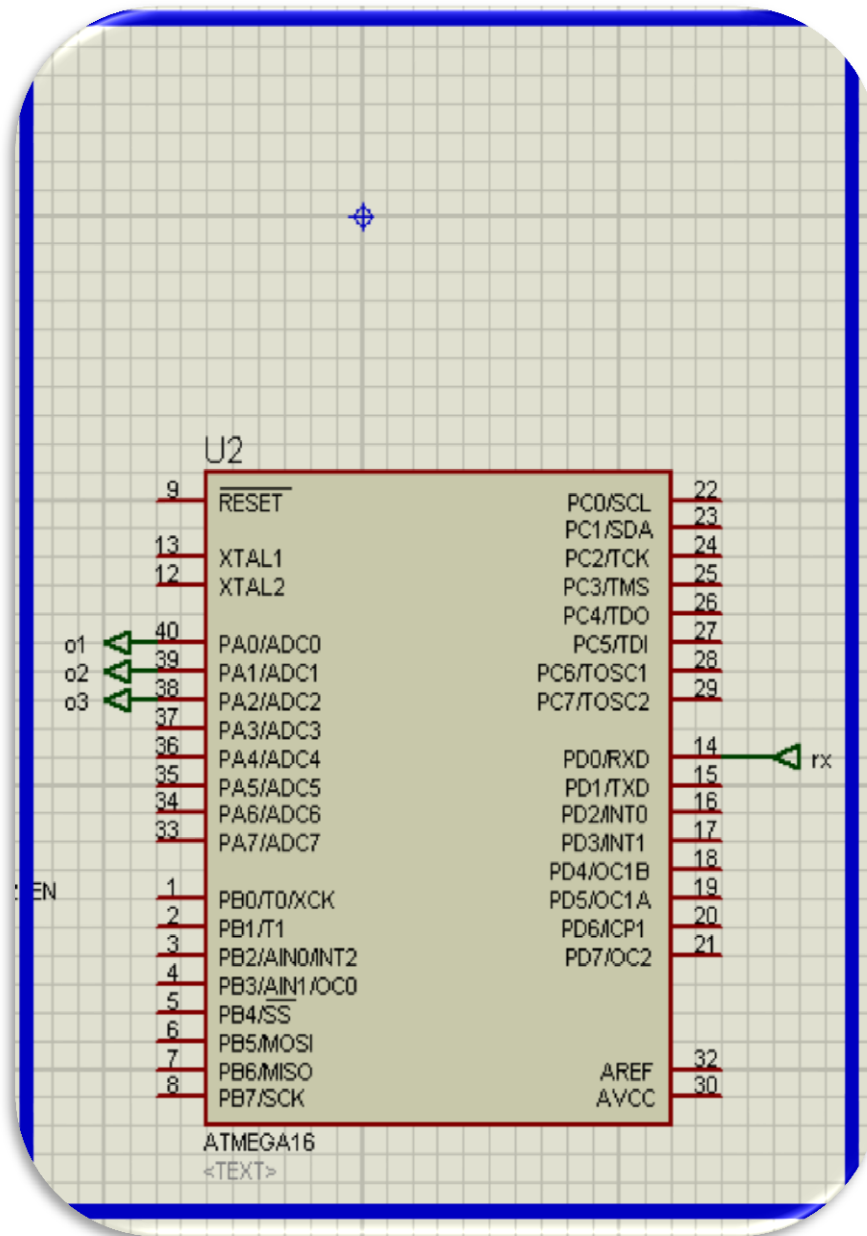 U2
9 RESET PC0/SCL 22
PC1/SDA 23
13 XTAL1 PC2/TCK 24
12 XTAL2 PC3/TMS 25
PC4/TDO 26
o1 40 PA0/ADC0 PC5/TDI 27
o2 39 PA1/ADC1 PC6/TOSC1 28
o3 38 PA2/ADC2 PC7/TOSC2 29
37 PA3/ADC3
36 PA4/ADC4 PD0/RXD 14 rx
35 PA5/ADC5 PD1/TXD 15
34 PA6/ADC6 PD2/INT0 16
33 PA7/ADC7 PD3/INT1 17
PD4/OC1B 18
EN 1 PB0/T0/XCK PD5/OC1A 19
2 PB1/T1 PD6/ICP1 20
3 PB2/AIN0/INT2 PD7/OC2 21
4 PB3/AIN1/OC0
5 PB4/SS
6 PB5/MOSI
7 PB6/MISO AREF 32
8 PB7/SCK AVCC 30
ATMEGA16
<TEXT>